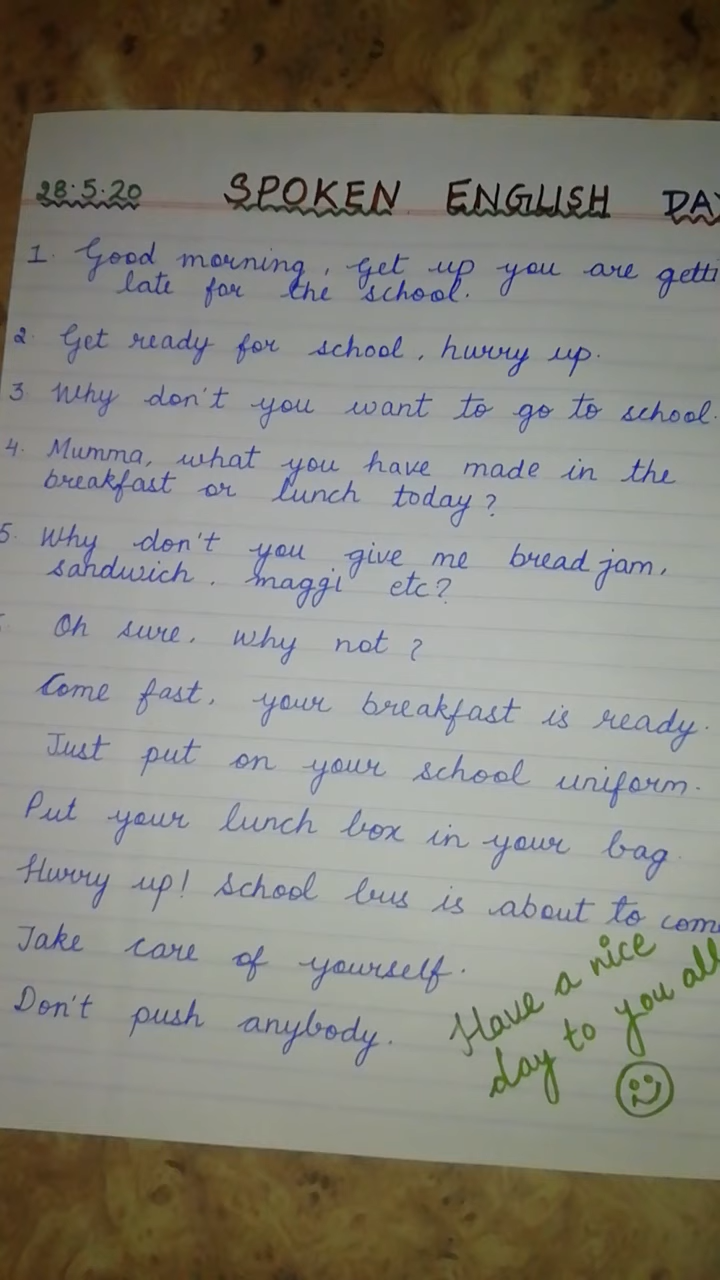 28.5.20 SPOKEN ENGLISH DAY
1. Good morning, get up you are getti
late for the school.
2. Get ready for school, hurry up.
3. Why don't you want to go to school.
4. Mumma, what you have made in the
breakfast or lunch today?
5. Why don't you give me bread jam,
sandwich, maggi etc?
Oh sure, why not?
Come fast, your breakfast is ready.
Just put on your school uniform.
Put your lunch box in your bag.
Hurry up! School bus is about to com
Take care of yourself.
Don't push anybody.
Have a nice
day to you all